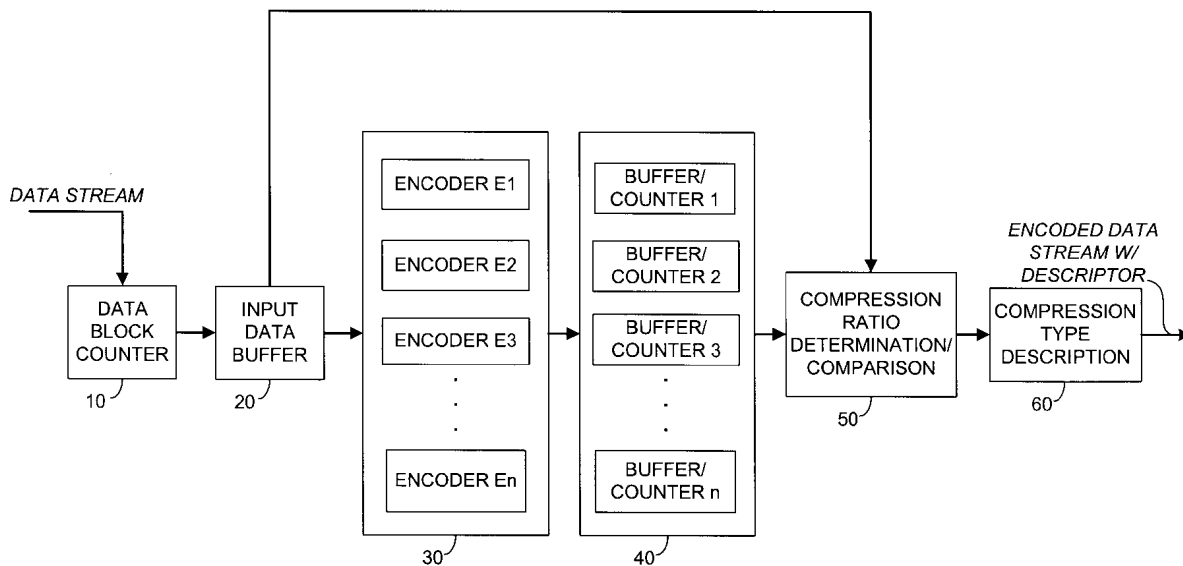 DATA STREAM
DATA
BLOCK
COUNTER
10
INPUT
DATA
BUFFER
20
ENCODER E1
ENCODER E2
ENCODER E3
.
.
.
ENCODER En
30
BUFFER/
COUNTER 1
BUFFER/
COUNTER 2
BUFFER/
COUNTER 3
.
.
.
BUFFER/
COUNTER n
40
COMPRESSION
RATIO
DETERMINATION/
COMPARISON
50
ENCODED DATA
STREAM W/
DESCRIPTOR
COMPRESSION
TYPE
DESCRIPTION
60